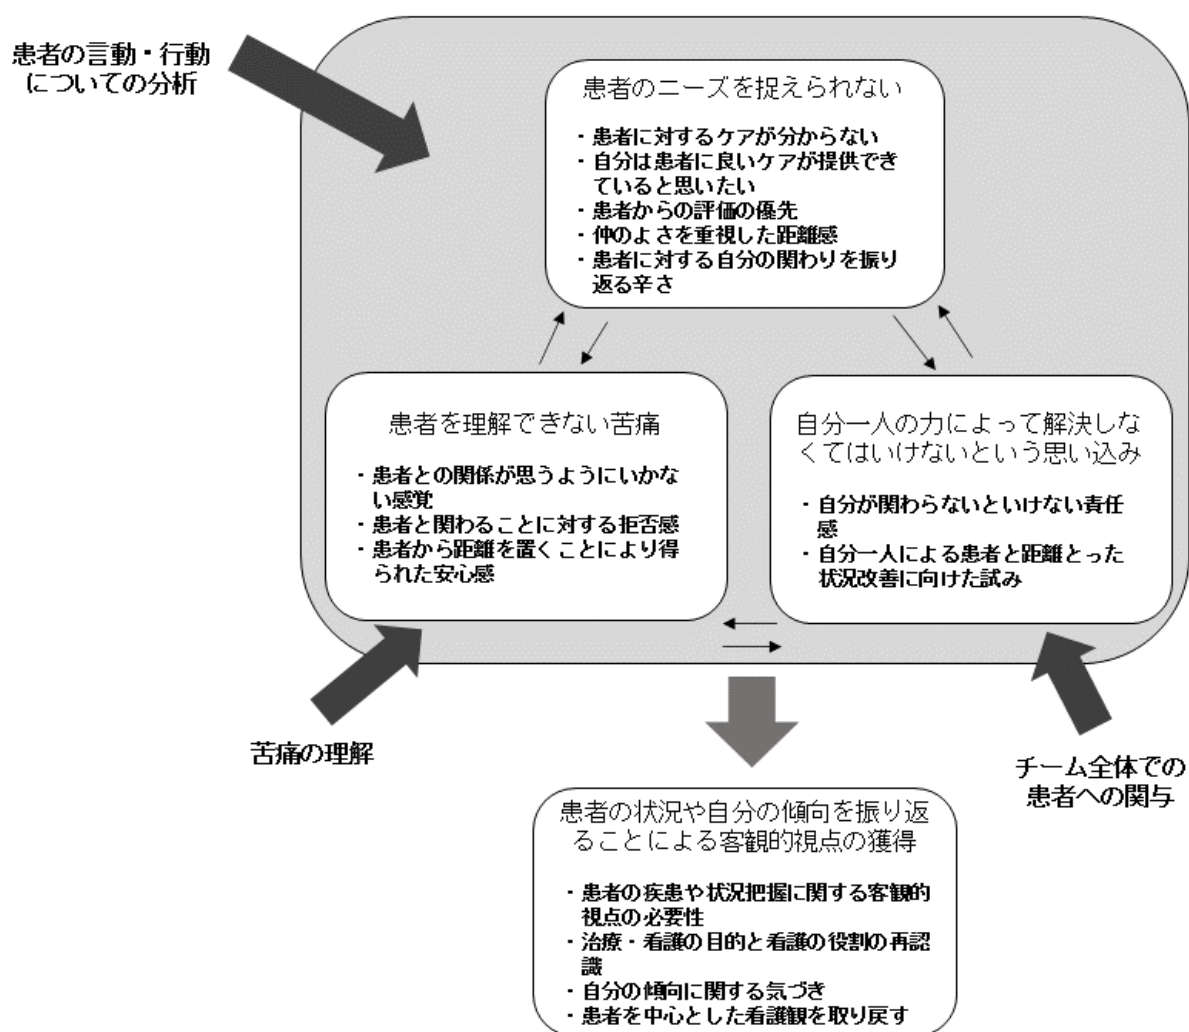 患者の言動・行動
についての分析
患者のニーズを捉えられない
・患者に対するケアが分からない
・自分は患者に良いケアが提供でき
ていると思いたい
・患者からの評価の優先
・仲のよさを重視した距離感
・患者に対する自分の関わりを振り
返る辛さ
患者を理解できない苦痛
・患者との関係が思うようにいかな
い感覚
・患者と関わることに対する拒否感
・患者から距離を置くことにより得
られた安心感
自分一人の力によって解決しな
くてはいけないという思い込み
・自分が関わらないといけない責任
感
・自分一人による患者と距離とった
状況改善に向けた試み
苦痛の理解
チーム全体での
患者への関与
患者の状況や自分の傾向を振り返
ることによる客観的視点の獲得
・患者の疾患や状況把握に関する客観的
視点の必要性
・治療・看護の目的と看護の役割の再認
識
・自分の傾向に関する気づき
・患者を中心とした看護観を取り戻す